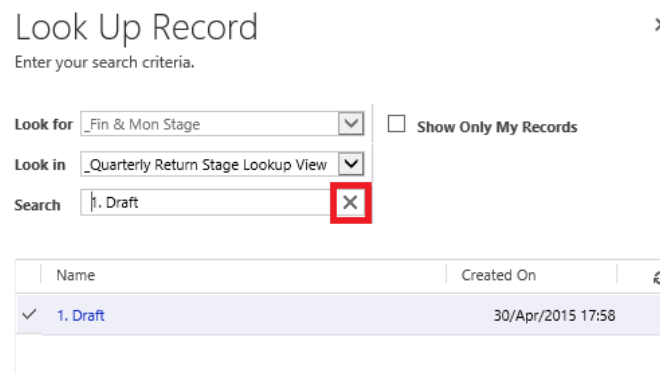 Look Up Record
Enter your search criteria.
Look for _Fin & Mon Stage Show Only My Records
Look in _Quarterly Return Stage Lookup View
Search 1. Draft
Name Created On
1. Draft 30/Apr/2015 17:58